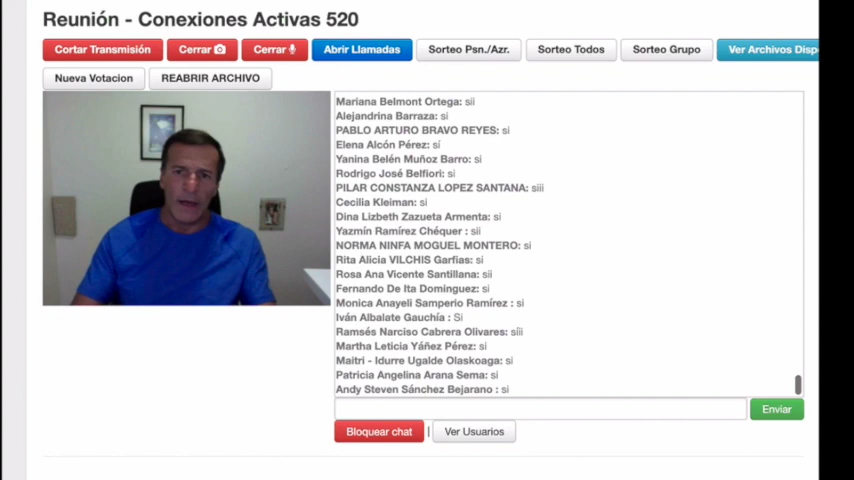 Reunión - Conexiones Activas 520
Cortar Transmisión Cerrar Cerrar Abrir Llamadas Sorteo Psn./Azr. Sorteo Todos Sorteo Grupo Ver Archivos Disp
Nueva Votacion REABRIR ARCHIVO
Mariana Belmont Ortega: sii
Alejandrina Barraza: si
PABLO ARTURO BRAVO REYES: si
Elena Alcón Pérez: sí
Yanina Belén Muñoz Barro: si
Rodrigo José Belfiori: si
PILAR CONSTANZA LOPEZ SANTANA: siii
Cecilia Kleiman: si
Dina Lizbeth Zazueta Armenta: si
Yazmín Ramírez Chéquer : sii
NORMA NINFA MOGUEL MONTERO: si
Rita Alicia VILCHIS Garfias: si
Rosa Ana Vicente Santillana: sii
Fernando De Ita Dominguez: si
Monica Anayeli Samperio Ramírez : si
Iván Albalate Gauchía : Si
Ramsés Narciso Cabrera Olivares: síii
Martha Leticia Yáñez Pérez: si
Maitri - Idurre Ugalde Olaskoaga: si
Patricia Angelina Arana Sema: si
Andy Steven Sánchez Bejarano : si
Enviar
Bloquear chat | Ver Usuarios